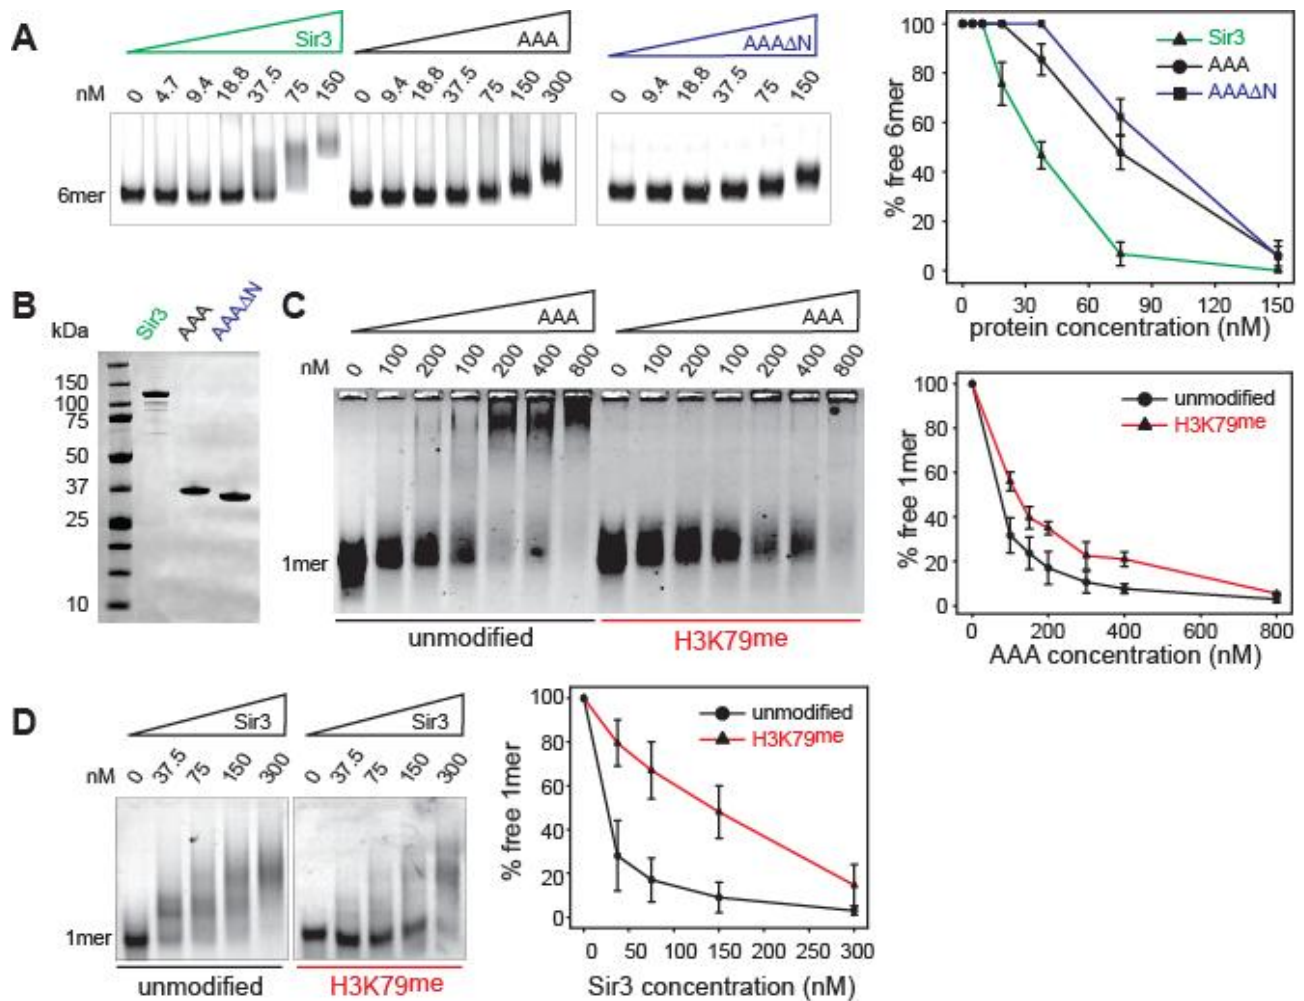 A
Sir3
AAA
AAAΔN
nM
0 4.7 9.4 18.8 37.5 75 150
0 9.4 18.8 37.5 75 150 300
0 9.4 18.8 37.5 75 150
6mer
% free 6mer
100
80
60
40
20
0
Sir3
AAA
AAAΔN
0 30 60 90 120 150
protein concentration (nM)
B
kDa
Sir3 AAA AAAΔN
150
100
75
50
37
25
10
C
AAA
AAA
nM
0 100 200 100 200 400 800
0 100 200 100 200 400 800
1mer
unmodified
H3K79me
% free 1mer
100
80
60
40
20
0
unmodified
H3K79me
0 200 400 600 800
AAA concentration (nM)
D
Sir3
Sir3
nM
0 37.5 75 150 300
0 37.5 75 150 300
1mer
unmodified
H3K79me
% free 1mer
100
80
60
40
20
0
unmodified
H3K79me
0 50 100 150 200 250 300
Sir3 concentration (nM)